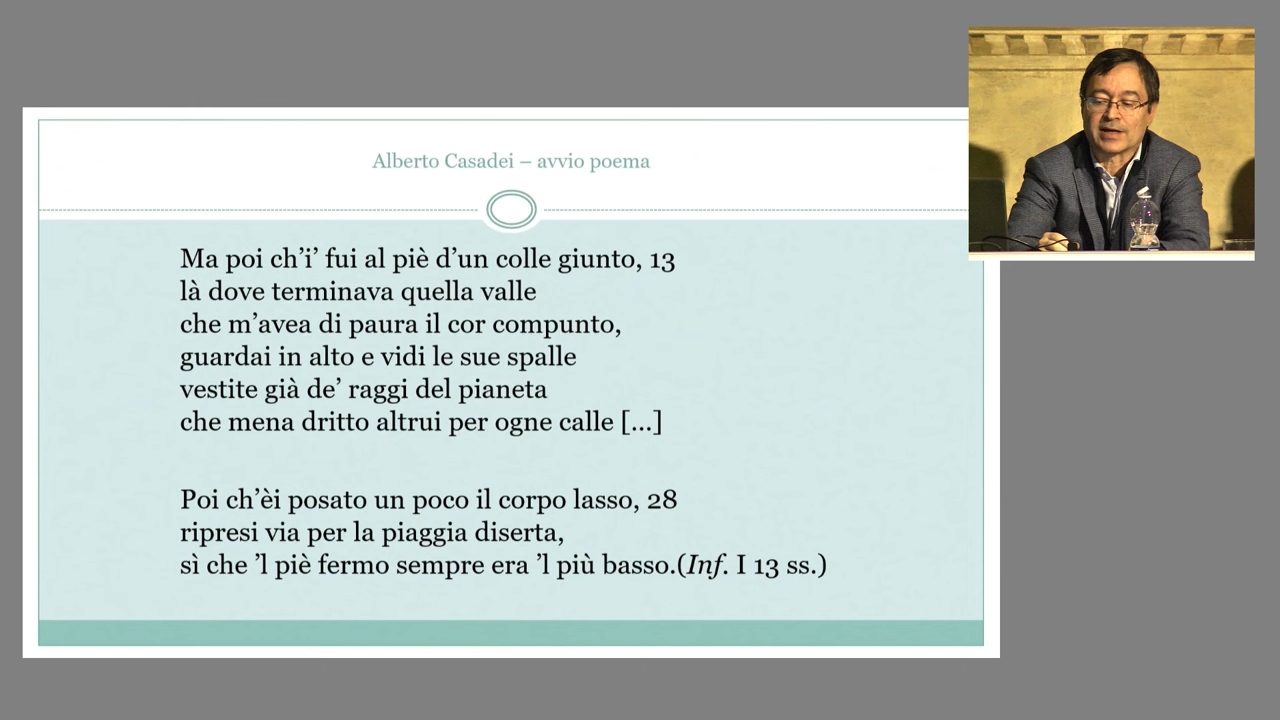 Alberto Casadei – avvio poema
Ma poi ch’i’ fui al piè d’un colle giunto, 13
là dove terminava quella valle
che m’avea di paura il cor compunto,
guardai in alto e vidi le sue spalle
vestite già de’ raggi del pianeta
che mena dritto altrui per ogne calle [...]
Poi ch’èi posato un poco il corpo lasso, 28
ripresi via per la piaggia diserta,
sì che ’l piè fermo sempre era ’l più basso.(Inf. I 13 ss.)